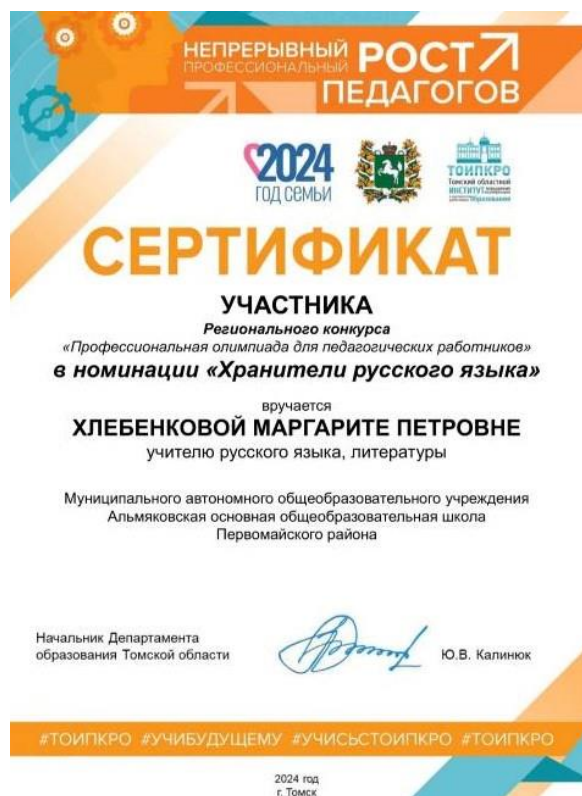 НЕПРЕРЫВНЫЙ
ПРОФЕССИОНАЛЬНЫЙ
РОСТ
ПЕДАГОГОВ
2024
ГОД СЕМЬИ
ТОИПКРО
Томский областной
ИНСТИТУТ
образования
СЕРТИФИКАТ
УЧАСТНИКА
Регионального конкурса
«Профессиональная олимпиада для педагогических работников»
в номинации «Хранители русского языка»
вручается
ХЛЕБЕНКОВОЙ МАРГАРИТЕ ПЕТРОВНЕ
учителю русского языка, литературы
Муниципального автономного общеобразовательного учреждения
Альмяковская основная общеобразовательная школа
Первомайского района
Начальник Департамента
образования Томской области
Ю.В. Калинюк
#ТОИПКРО #УЧИБУДУЩЕМУ #УЧИСЬСТОИПКРО #ТОИПКРО
2024 год
г. Томск